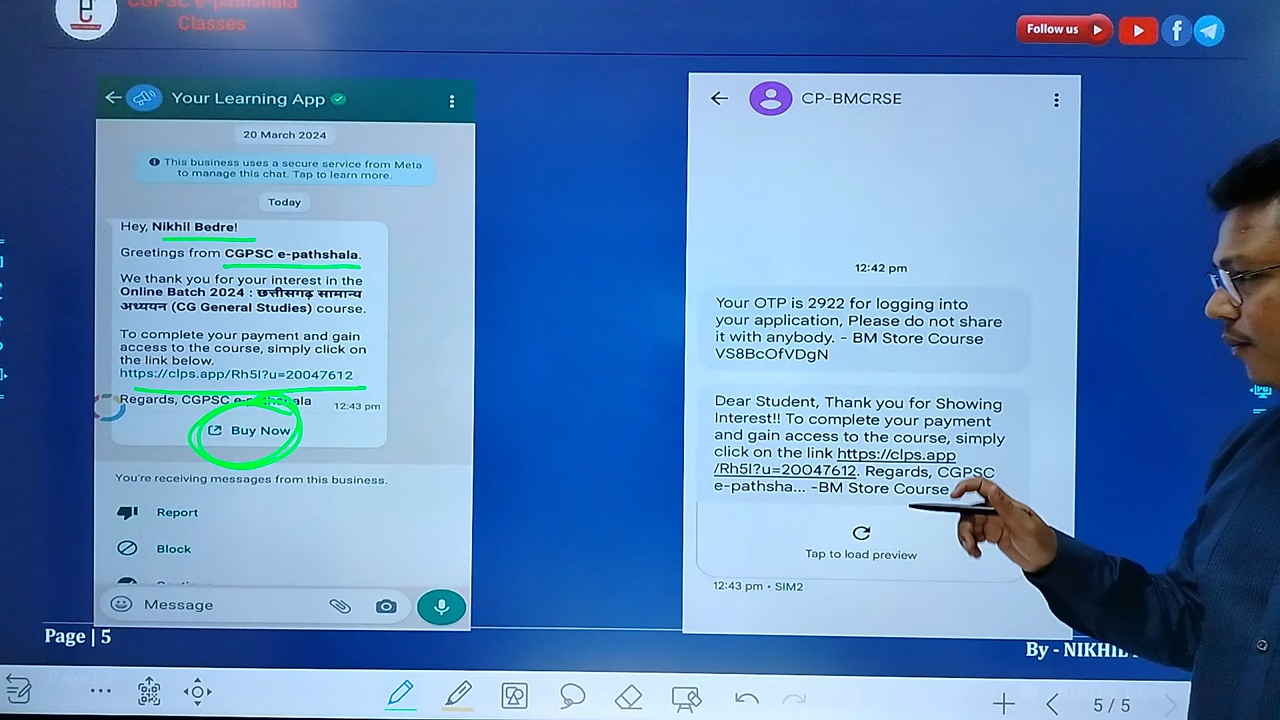 CGPSC e-pathshala
Classes
Follow us
Your Learning App
20 March 2024
This business uses a secure service from Meta
to manage this chat. Tap to learn more.
Today
Hey, Nikhil Bedre!
Greetings from CGPSC e-pathshala.
We thank you for your interest in the
Online Batch 2024 : छत्तीसगढ़ सामान्य
अध्ययन (CG General Studies) course.
To complete your payment and gain
access to the course, simply click on
the link below.
https://clps.app/Rh5l?u=20047612
Regards, CGPSC e-pathshala
12:43 pm
Buy Now
You're receiving messages from this business.
Report
Block
Message
CP-BMCRSE
12:42 pm
Your OTP is 2922 for logging into
your application, Please do not share
it with anybody. - BM Store Course
VS8BcOfVDgN
Dear Student, Thank you for Showing
Interest!! To complete your payment
and gain access to the course, simply
click on the link https://clps.app
/Rh5l?u=20047612. Regards, CGPSC
e-pathsha... -BM Store Course
Tap to load preview
12:43 pm • SIM2
Page | 5
By - NIKHIL
5 / 5